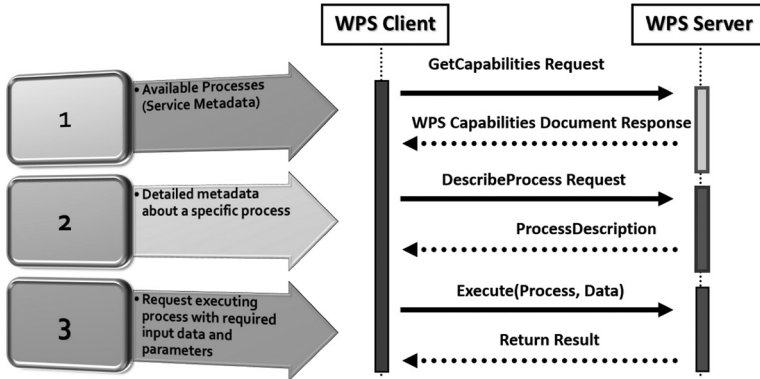 WPS Client
WPS Server
1
• Available Processes
(Service Metadata)
GetCapabilities Request
WPS Capabilities Document Response
2
• Detailed metadata
about a specific process
DescribeProcess Request
ProcessDescription
3
• Request executing
process with required
input data and
parameters
Execute(Process, Data)
Return Result